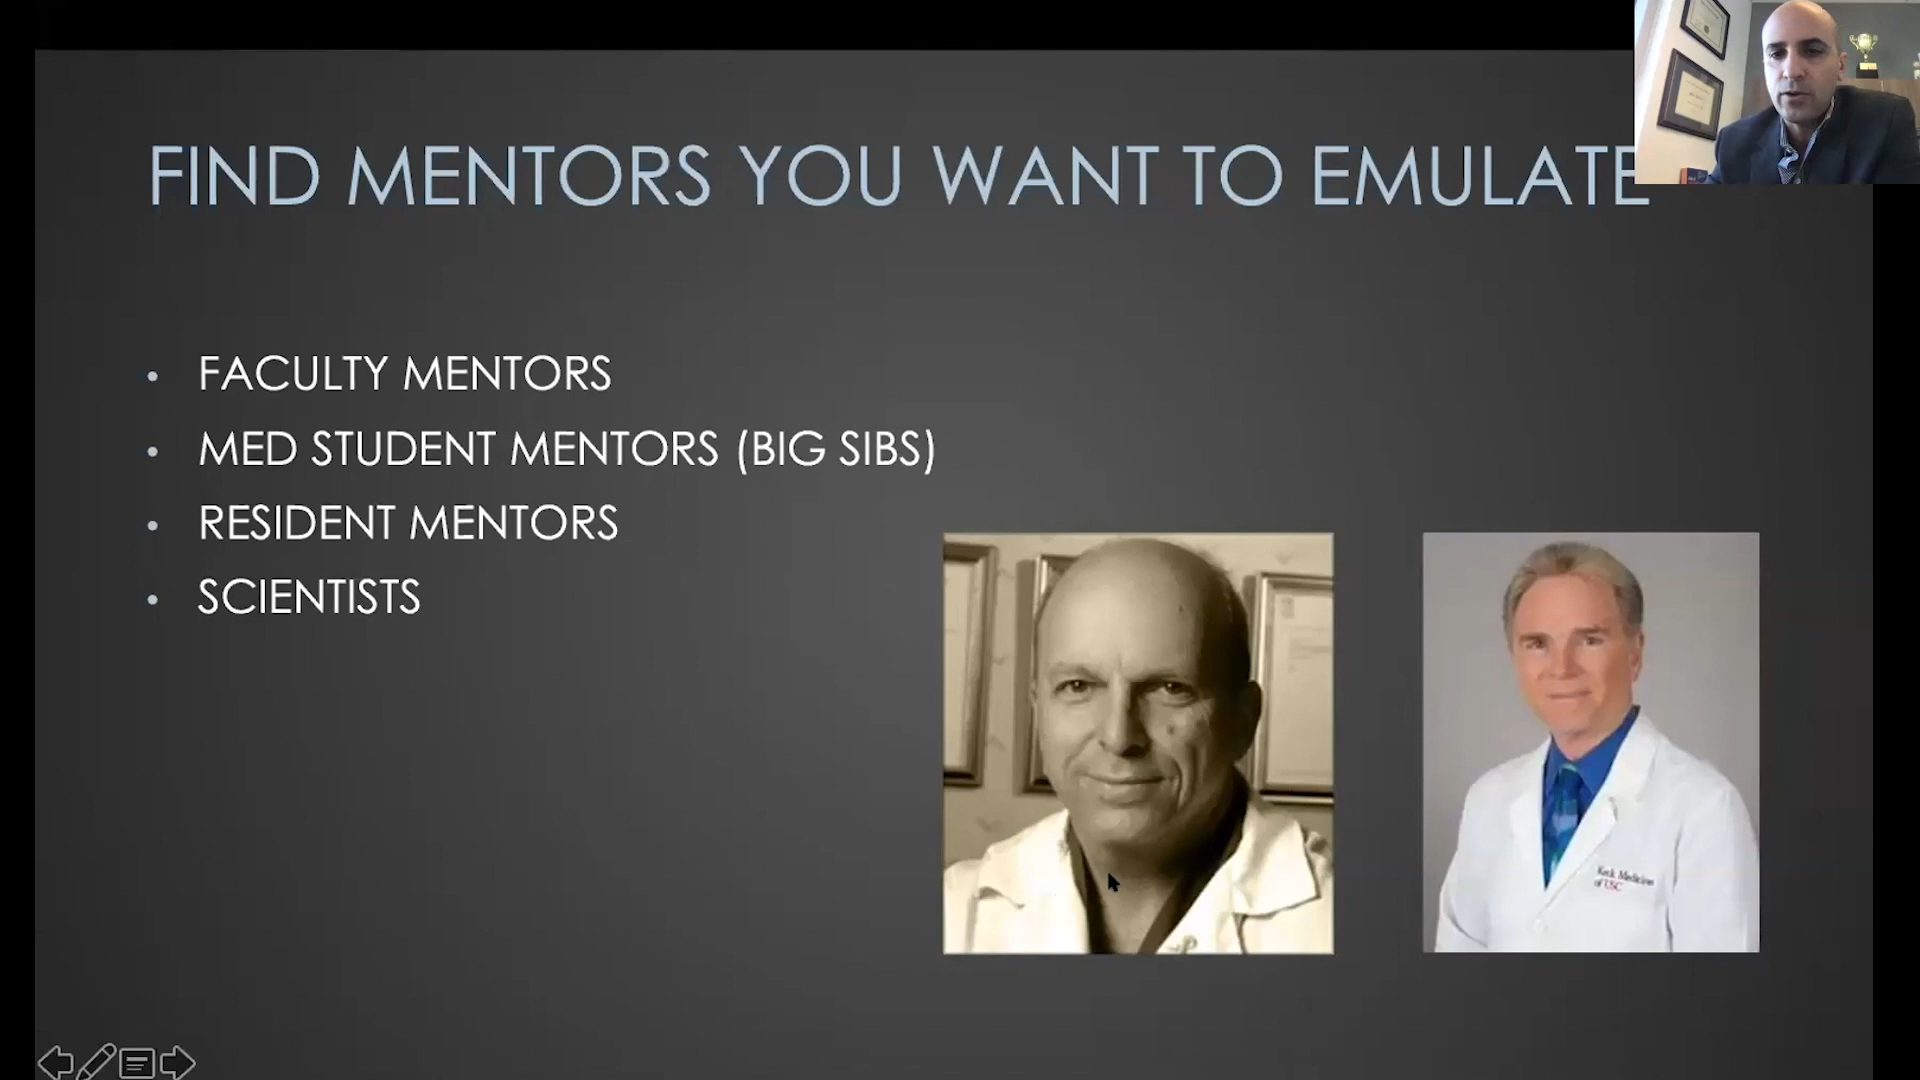 FIND MENTORS YOU WANT TO EMULATE
• FACULTY MENTORS
• MED STUDENT MENTORS (BIG SIBS)
• RESIDENT MENTORS
• SCIENTISTS
Keck Medicine
of USC